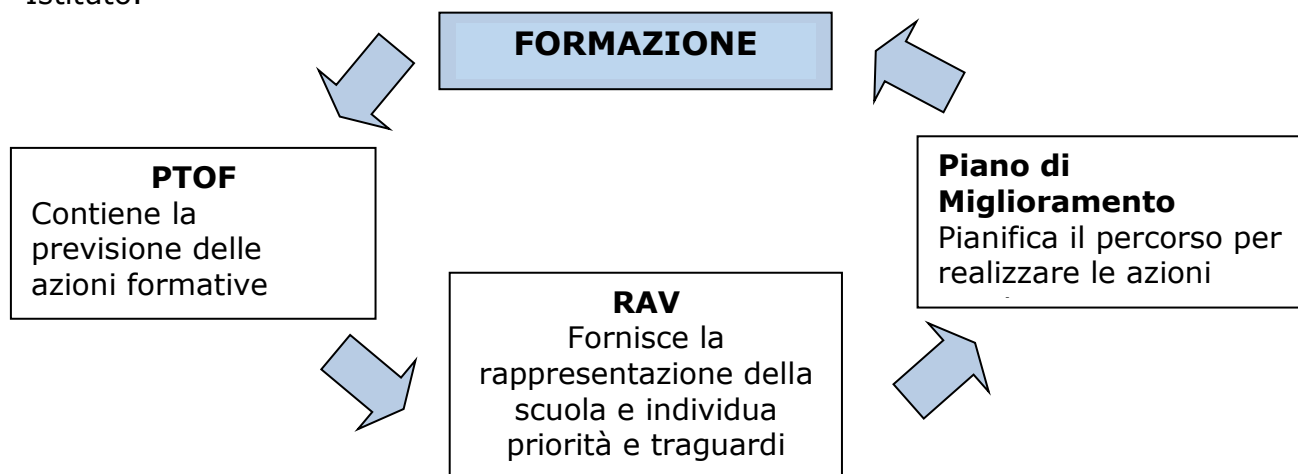 FORMAZIONE
PTOF
Contiene la
previsione delle
azioni formative
RAV
Fornisce la
rappresentazione della
scuola e individua
priorità e traguardi
Piano di
Miglioramento
Pianifica il percorso per
realizzare le azioni